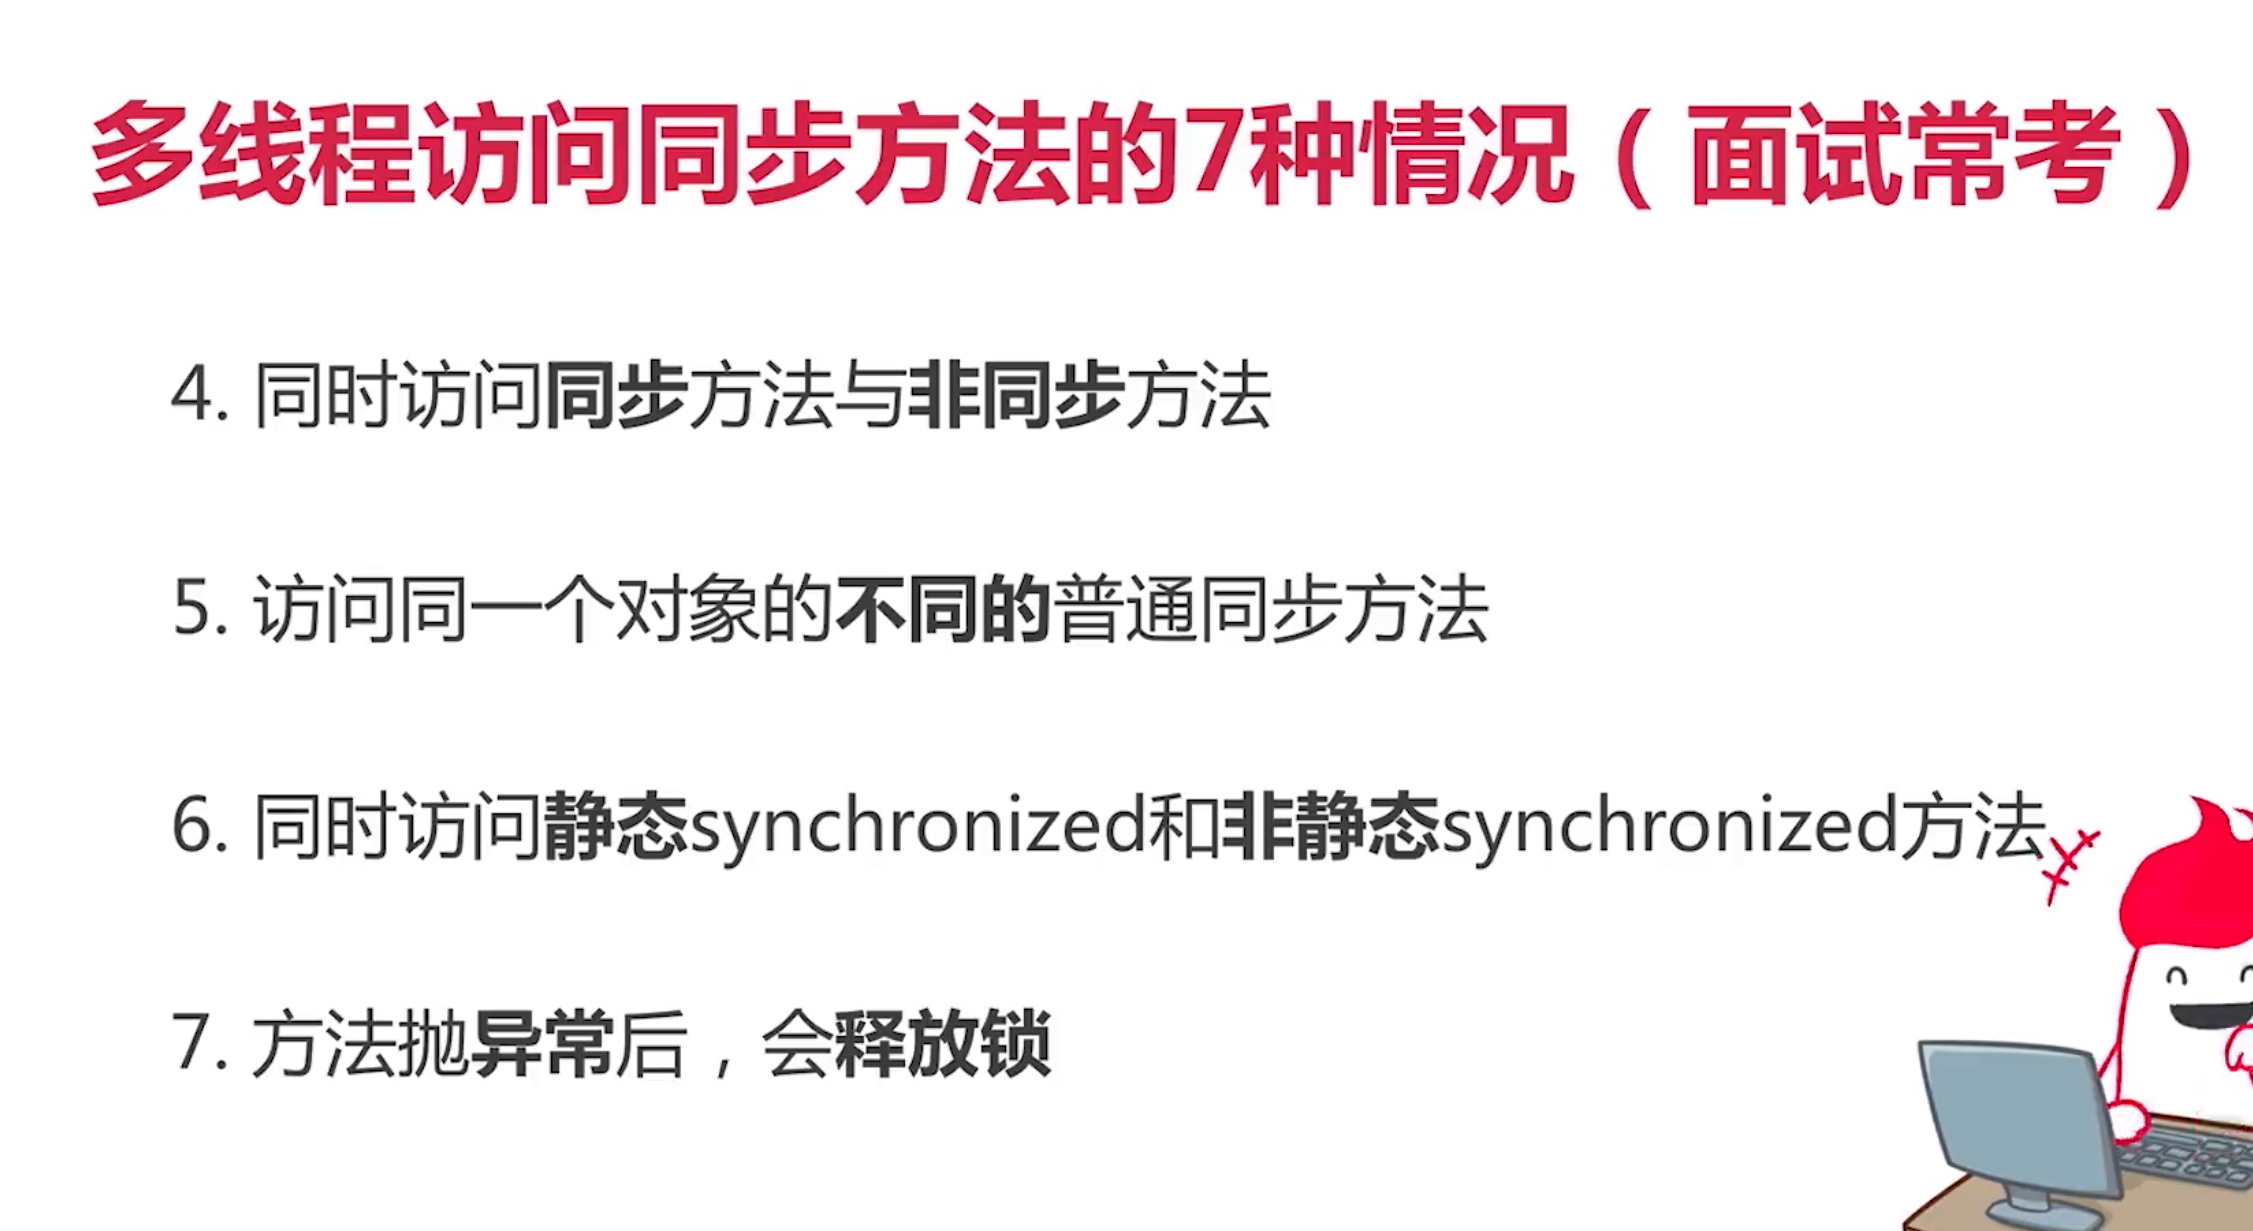 多线程访问同步方法的7种情况（面试常考）
4. 同时访问同步方法与非同步方法
5. 访问同一个对象的不同的普通同步方法
6. 同时访问静态synchronized和非静态synchronized方法
7. 方法抛异常后，会释放锁